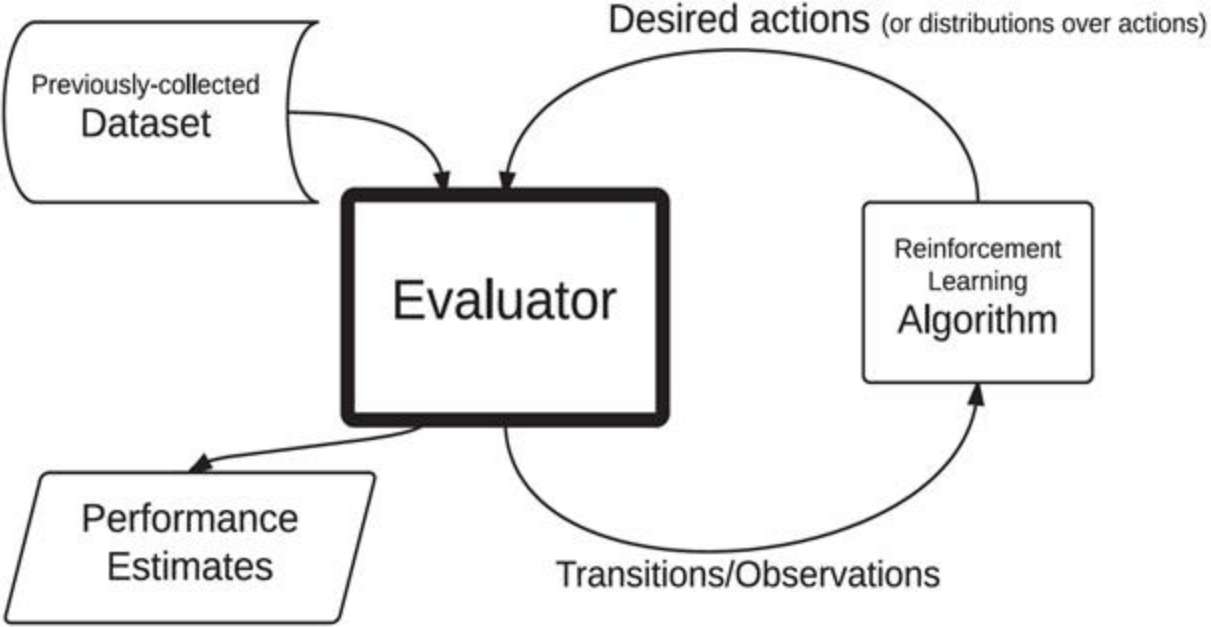 Desired actions (or distributions over actions)
Previously-collected
Dataset
Evaluator
Reinforcement
Learning
Algorithm
Performance
Estimates
Transitions/Observations